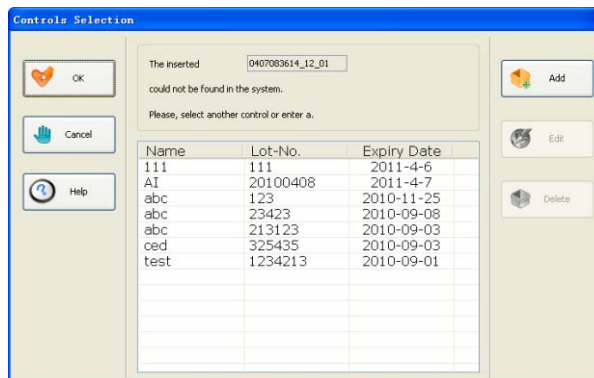 Controls Selection
OK
Cancel
Help
The inserted 0407083614_12_01
could not be found in the system.
Please, select another control or enter a.
Name Lot-No. Expiry Date
111 111 2011-4-6
AI 20100408 2011-4-7
abc 123 2010-11-25
abc 23423 2010-09-08
abc 213123 2010-09-03
ced 325435 2010-09-03
test 1234213 2010-09-01
Add
Edit
Delete